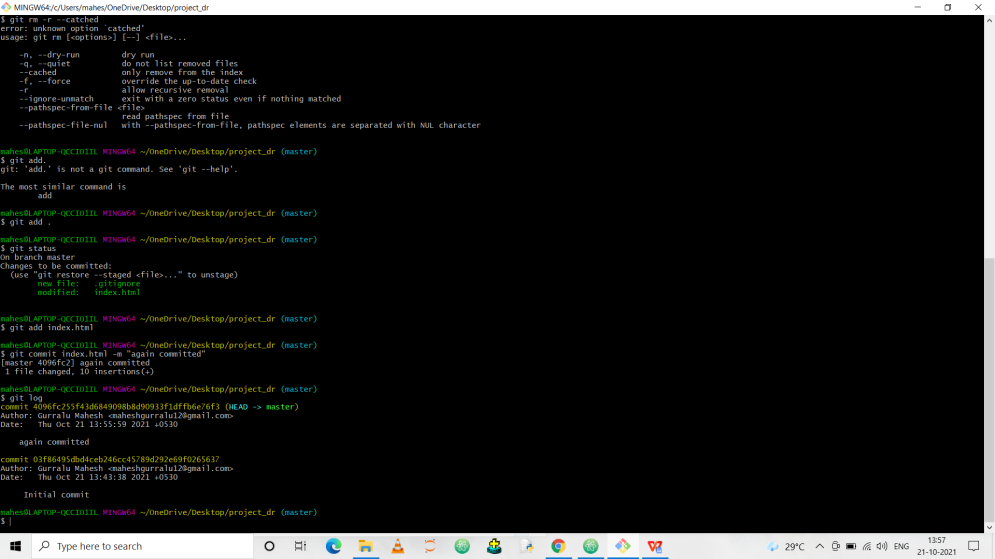 MINGW64:/c/Users/mahes/OneDrive/Desktop/project_dr
$ git rm -r --catched
error: unknown option `catched'
usage: git rm [<options>] [--] <file>...
-n, --dry-run dry run
-q, --quiet do not list removed files
--cached only remove from the index
-f, --force override the up-to-date check
-r allow recursive removal
--ignore-unmatch exit with a zero status even if nothing matched
--pathspec-from-file <file>
read pathspec from file
--pathspec-file-nul with --pathspec-from-file, pathspec elements are separated with NUL character
mahes@LAPTOP-QCCIO1IL MINGW64 ~/OneDrive/Desktop/project_dr (master)
$ git add.
git: 'add.' is not a git command. See 'git --help'.
The most similar command is
add
mahes@LAPTOP-QCCIO1IL MINGW64 ~/OneDrive/Desktop/project_dr (master)
$ git add .
mahes@LAPTOP-QCCIO1IL MINGW64 ~/OneDrive/Desktop/project_dr (master)
$ git status
On branch master
Changes to be committed:
(use "git restore --staged <file>..." to unstage)
new file: .gitignore
modified: index.html
mahes@LAPTOP-QCCIO1IL MINGW64 ~/OneDrive/Desktop/project_dr (master)
$ git add index.html
mahes@LAPTOP-QCCIO1IL MINGW64 ~/OneDrive/Desktop/project_dr (master)
$ git commit index.html -m "again committed"
[master 4096fc2] again committed
1 file changed, 10 insertions(+)
mahes@LAPTOP-QCCIO1IL MINGW64 ~/OneDrive/Desktop/project_dr (master)
$ git log
commit 4096fc255f43d6849098b8d90933f1dffb6e76f3 (HEAD -> master)
Author: Gurralu Mahesh <maheshgurralu12@gmail.com>
Date: Thu Oct 21 13:55:59 2021 +0530
again committed
commit 03f86495dbd4ceb246cc45789d292e69f0265637
Author: Gurralu Mahesh <maheshgurralu12@gmail.com>
Date: Thu Oct 21 13:43:38 2021 +0530
Initial commit
mahes@LAPTOP-QCCIO1IL MINGW64 ~/OneDrive/Desktop/project_dr (master)
$
Type here to search
29°C
ENG
13:57
21-10-2021